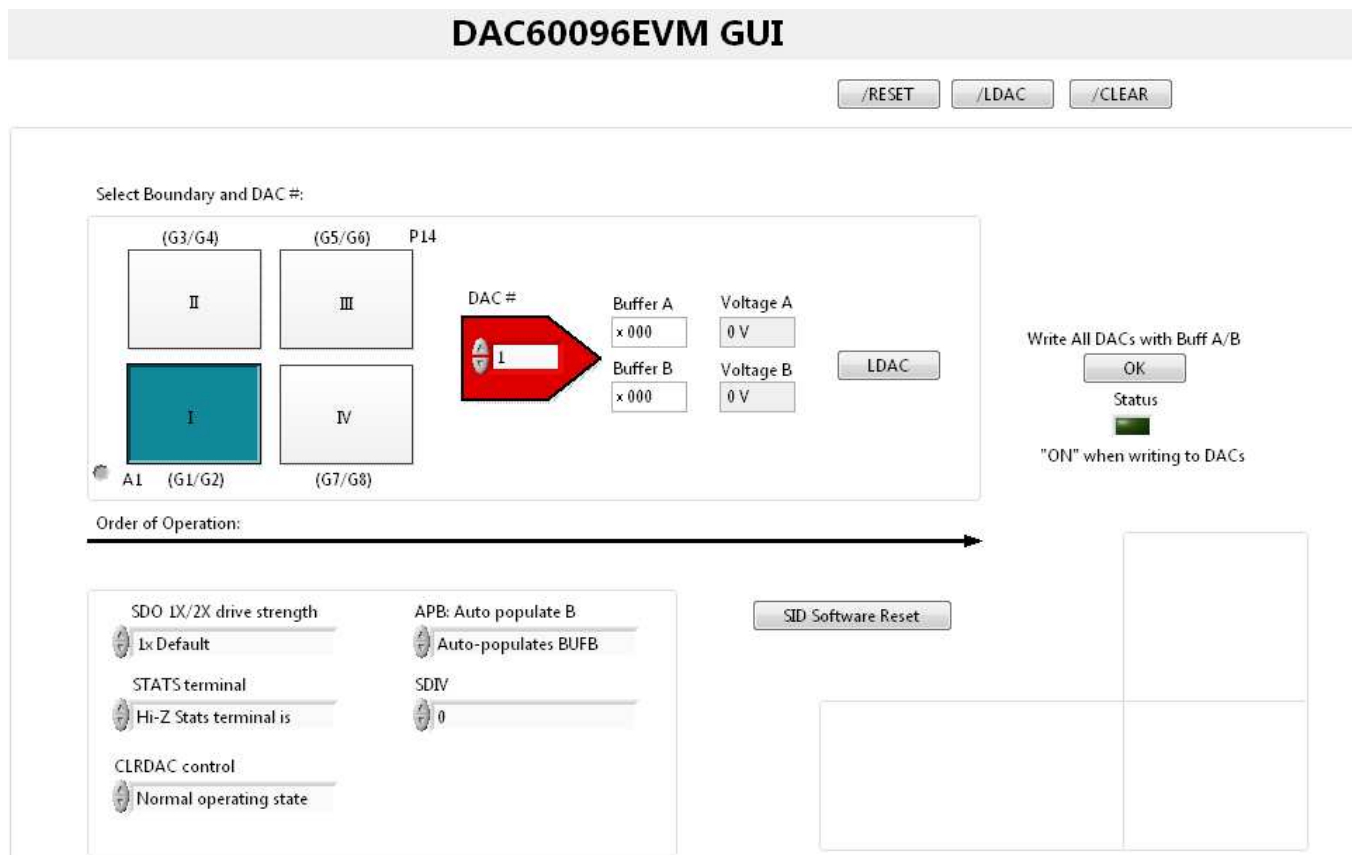 DAC60096EVM GUI
/RESET /LDAC /CLEAR
Select Boundary and DAC #:
(G3/G4) (G5/G6) P14
II III
I IV
A1 (G1/G2) (G7/G8)
DAC #
1
Buffer A Voltage A
x 000 0 V
Buffer B Voltage B
x 000 0 V
LDAC
Write All DACs with Buff A/B
OK
Status
"ON" when writing to DACs
Order of Operation:
SDO 1X/2X drive strength APB: Auto populate B
1x Default Auto-populates BUFB
STATS terminal SDIV
Hi-Z Stats terminal is 0
CLRDAC control
Normal operating state
SID Software Reset